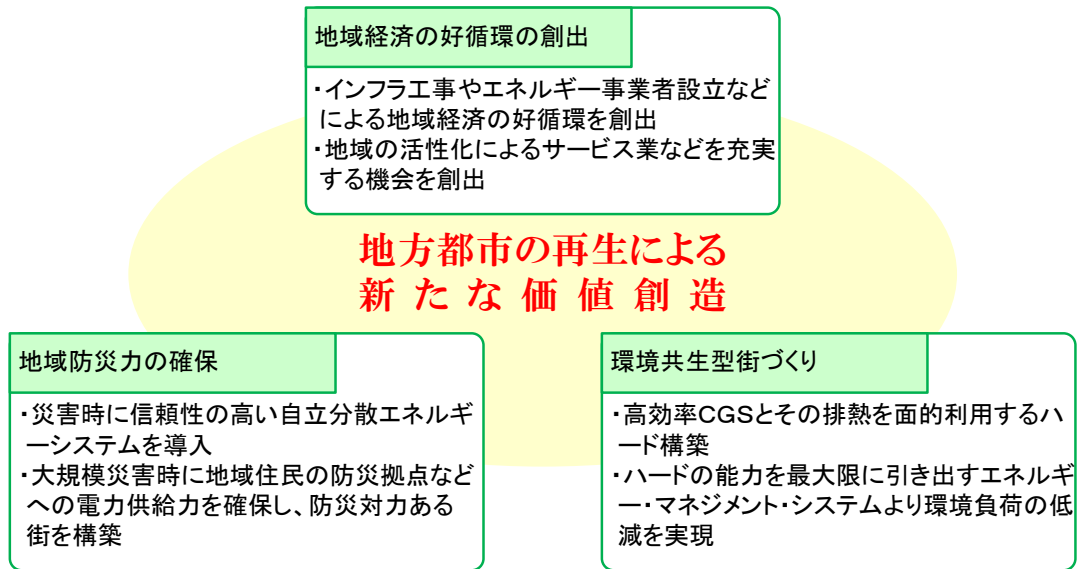 地域経済の好循環の創出
・インフラ工事やエネルギー事業者設立など
による地域経済の好循環を創出
・地域の活性化によるサービス業などを充実
する機会を創出
地方都市の再生による
新たな価値創造
地域防災力の確保
・災害時に信頼性の高い自立分散エネルギ
ーシステムを導入
・大規模災害時に地域住民の防災拠点など
への電力供給力を確保し、防災対力ある
街を構築
環境共生型街づくり
・高効率CGSとその排熱を面的利用するハ
ード構築
・ハードの能力を最大限に引き出すエネルギ
ー・マネジメント・システムより環境負荷の低
減を実現